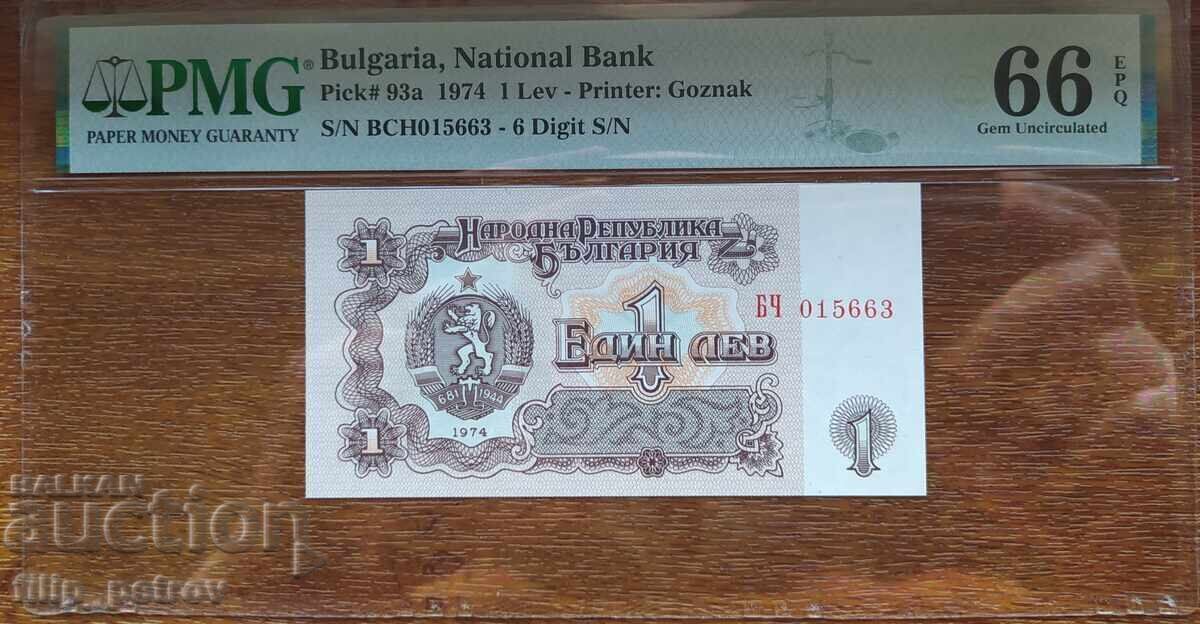 PMG®
PAPER MONEY GUARANTY
Bulgaria, National Bank
Pick# 93a 1974 1 Lev - Printer: Goznak
S/N BCH015663 - 6 Digit S/N
66 EPQ
Gem Uncirculated
НАРОДНА РЕПУБЛИКА
БЪЛГАРИЯ
1
1
БЧ 015663
ЕДИН ЛЕВ
681 1944
1974
1
1
BALKAN
auction
filip_petrov